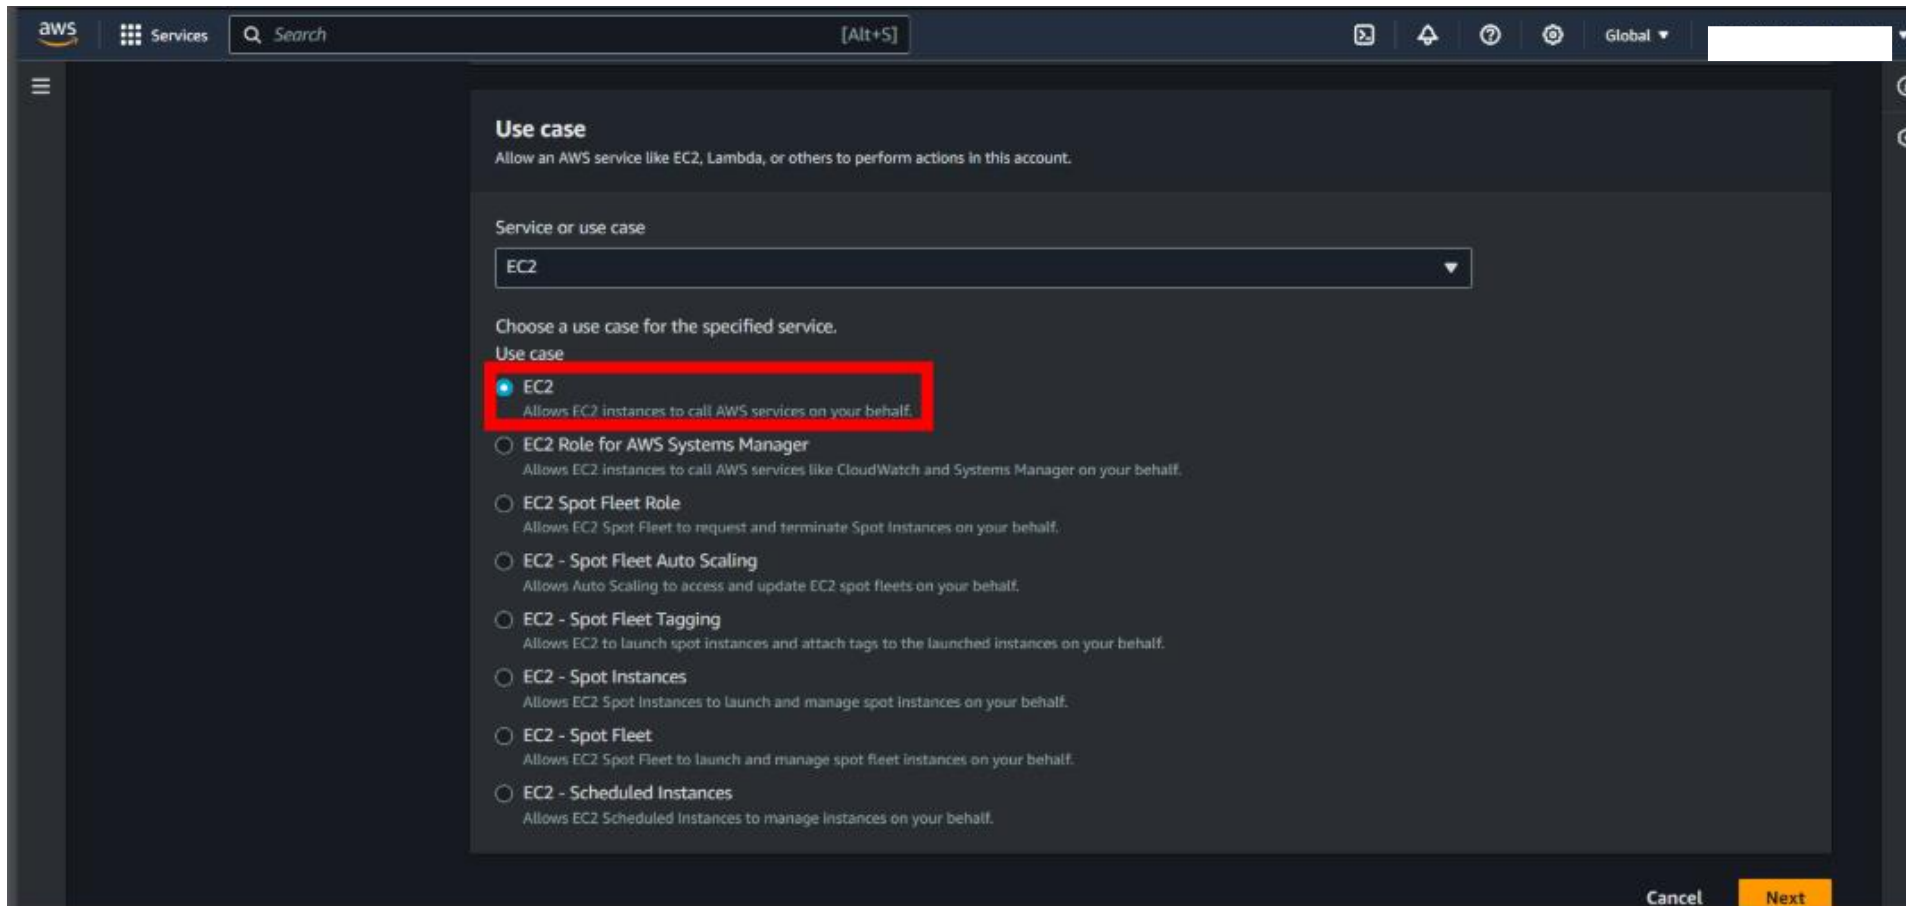 aws
Services
Search
[Alt+S]
Global
Use case
Allow an AWS service like EC2, Lambda, or others to perform actions in this account.
Service or use case
EC2
Choose a use case for the specified service.
Use case
EC2
Allows EC2 instances to call AWS services on your behalf.
EC2 Role for AWS Systems Manager
Allows EC2 instances to call AWS services like CloudWatch and Systems Manager on your behalf.
EC2 Spot Fleet Role
Allows EC2 Spot Fleet to request and terminate Spot Instances on your behalf.
EC2 - Spot Fleet Auto Scaling
Allows Auto Scaling to access and update EC2 spot fleets on your behalf.
EC2 - Spot Fleet Tagging
Allows EC2 to launch spot instances and attach tags to the launched instances on your behalf.
EC2 - Spot Instances
Allows EC2 Spot Instances to launch and manage spot instances on your behalf.
EC2 - Spot Fleet
Allows EC2 Spot Fleet to launch and manage spot fleet instances on your behalf.
EC2 - Scheduled Instances
Allows EC2 Scheduled Instances to manage instances on your behalf.
Cancel
Next